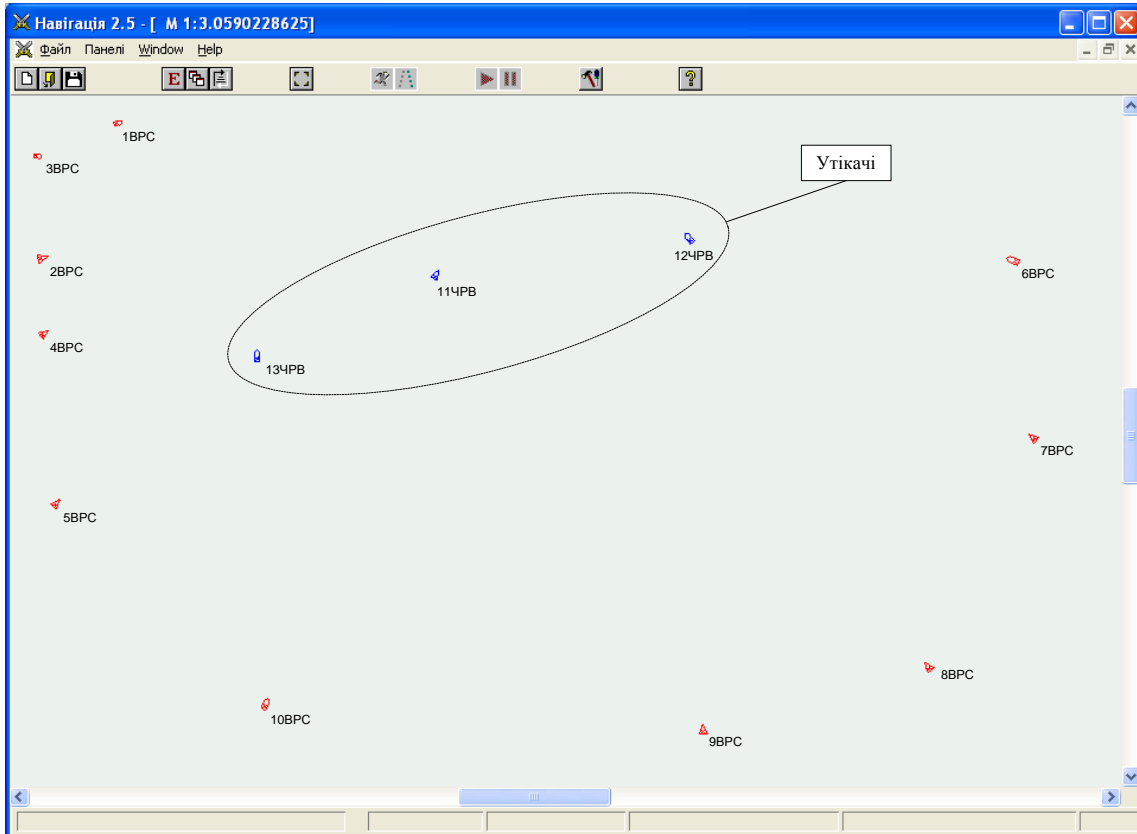 Навігація 2.5 - [ М 1:3.0590228625]
Файл Панелі Window Help
E ?
1ВРС
3ВРС
Утікачі
2ВРС
12ЧРВ
6ВРС
11ЧРВ
4ВРС
13ЧРВ
7ВРС
5ВРС
8ВРС
10ВРС
9ВРС